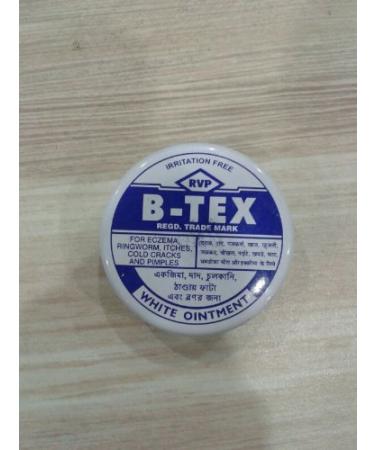 IRRITATION FREE
RVP
B-TEX
REGD. TRADE MARK
FOR ECZEMA,
RINGWORM, ITCHES,
COLD CRACKS
AND PIMPLES
একজিমা, দাদ, চুলকানি,
ঠাণ্ডায় ফাটা
এবং ব্রণর জন্য
WHITE OINTMENT